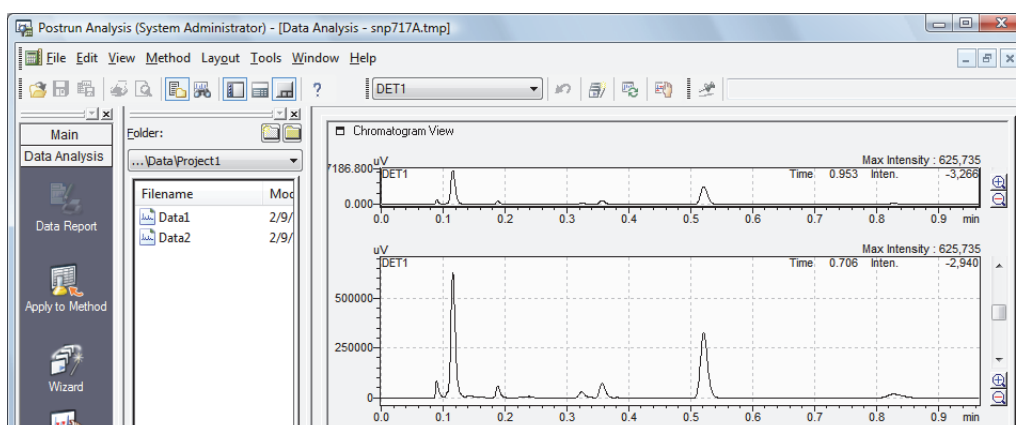 Postrun Analysis (System Administrator) - [Data Analysis - snp717A.tmp]
File Edit View Method Layout Tools Window Help
? DET1
Main
Data Analysis
Data Report
Apply to Method
Wizard
Folder:
...\Data\Project1
Filename Mod
Data1 2/9/
Data2 2/9/
Chromatogram View
uV Max Intensity : 625,735
7186.800 DET1 Time 0.953 Inten. -3,266
0.000
0.0 0.1 0.2 0.3 0.4 0.5 0.6 0.7 0.8 0.9 min
uV Max Intensity : 625,735
DET1 Time 0.706 Inten. -2,940
500000
250000
0
0.0 0.1 0.2 0.3 0.4 0.5 0.6 0.7 0.8 0.9 min